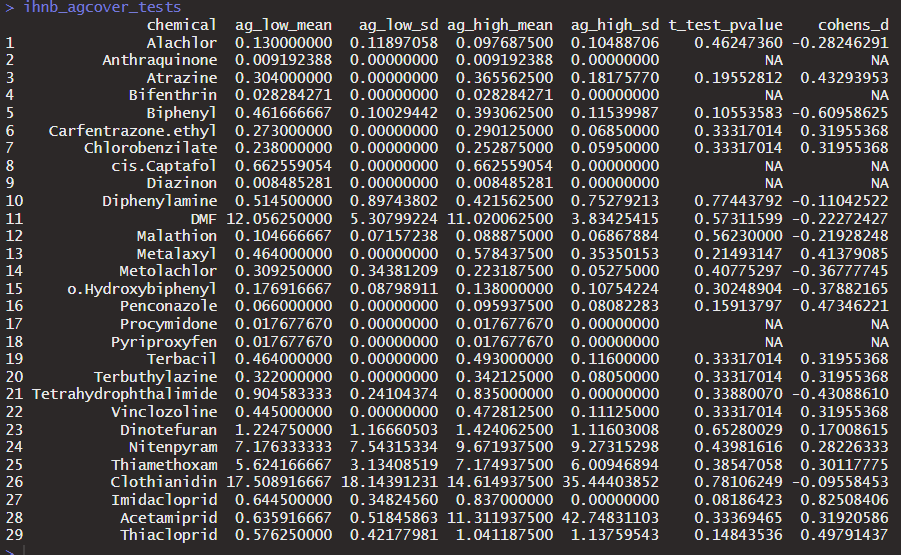 > ihnb_agcover_tests
chemical ag_low_mean ag_low_sd ag_high_mean ag_high_sd t_test_pvalue cohens_d
1 Alachlor 0.130000000 0.11897058 0.097687500 0.10488706 0.46247360 -0.28246291
2 Anthraquinone 0.009192388 0.00000000 0.009192388 0.00000000 NA NA
3 Atrazine 0.304000000 0.00000000 0.365562500 0.18175770 0.19552812 0.43293953
4 Bifenthrin 0.028284271 0.00000000 0.028284271 0.00000000 NA NA
5 Biphenyl 0.461666667 0.10029442 0.393062500 0.11539987 0.10553583 -0.60958625
6 Carfentrazone.ethyl 0.273000000 0.00000000 0.290125000 0.06850000 0.33317014 0.31955368
7 Chlorobenzilate 0.238000000 0.00000000 0.252875000 0.05950000 0.33317014 0.31955368
8 cis.Captafol 0.662559054 0.00000000 0.662559054 0.00000000 NA NA
9 Diazinon 0.008485281 0.00000000 0.008485281 0.00000000 NA NA
10 Diphenylamine 0.514500000 0.89743802 0.421562500 0.75279213 0.77443792 -0.11042522
11 DMF 12.056250000 5.30799224 11.020062500 3.83425415 0.57311599 -0.22272427
12 Malathion 0.104666667 0.07157238 0.088875000 0.06867884 0.56230000 -0.21928248
13 Metalaxyl 0.464000000 0.00000000 0.578437500 0.35350153 0.21493147 0.41379085
14 Metolachlor 0.309250000 0.34381209 0.223187500 0.05275000 0.40775297 -0.36777745
15 o.Hydroxybiphenyl 0.176916667 0.08798911 0.138000000 0.10754224 0.30248904 -0.37882165
16 Penconazole 0.066000000 0.00000000 0.095937500 0.08082283 0.15913797 0.47346221
17 Procymidone 0.017677670 0.00000000 0.017677670 0.00000000 NA NA
18 Pyriproxyfen 0.017677670 0.00000000 0.017677670 0.00000000 NA NA
19 Terbacil 0.464000000 0.00000000 0.493000000 0.11600000 0.33317014 0.31955368
20 Terbuthylazine 0.322000000 0.00000000 0.342125000 0.08050000 0.33317014 0.31955368
21 Tetrahydrophthalimide 0.904583333 0.24104374 0.835000000 0.00000000 0.33880070 -0.43088610
22 Vinclozoline 0.445000000 0.00000000 0.472812500 0.11125000 0.33317014 0.31955368
23 Dinotefuran 1.224750000 1.16660503 1.424062500 1.11603008 0.65280029 0.17008615
24 Nitenpyram 7.176333333 7.54315334 9.671937500 9.27315298 0.43981616 0.28226333
25 Thiamethoxam 5.624166667 3.13408519 7.174937500 6.00946894 0.38547058 0.30117775
26 Clothianidin 17.508916667 18.14391231 14.614937500 35.44403852 0.78106249 -0.09558453
27 Imidacloprid 0.644500000 0.34824560 0.837000000 0.00000000 0.08186423 0.82508406
28 Acetamiprid 0.635916667 0.51845863 11.311937500 42.74831103 0.33369465 0.31920586
29 Thiacloprid 0.576250000 0.42177981 1.041187500 1.13759543 0.14843536 0.49791437
>